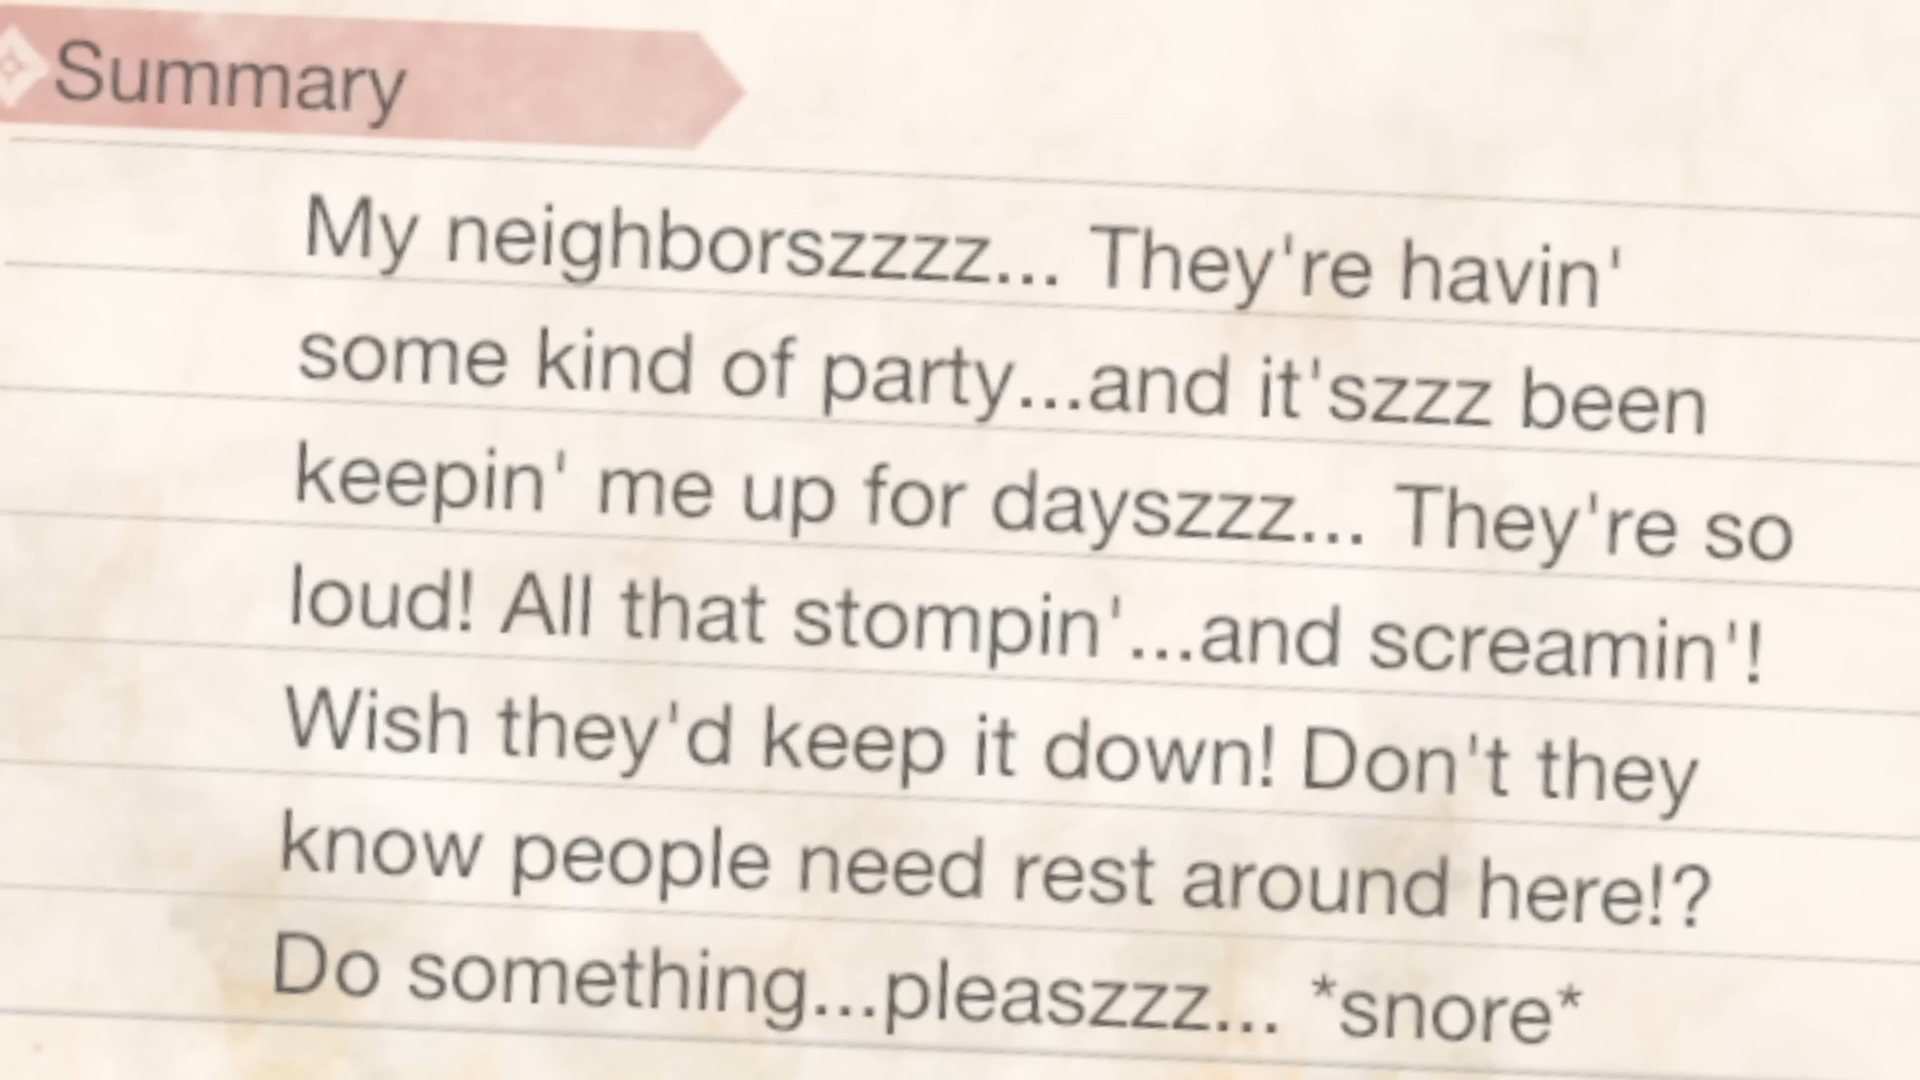 Summary
My neighborszzzz... They're havin'
some kind of party...and it'szzz been
keepin' me up for dayszzz... They're so
loud! All that stompin'...and screamin'!
Wish they'd keep it down! Don't they
know people need rest around here!?
Do something...pleaszzz... *snore*